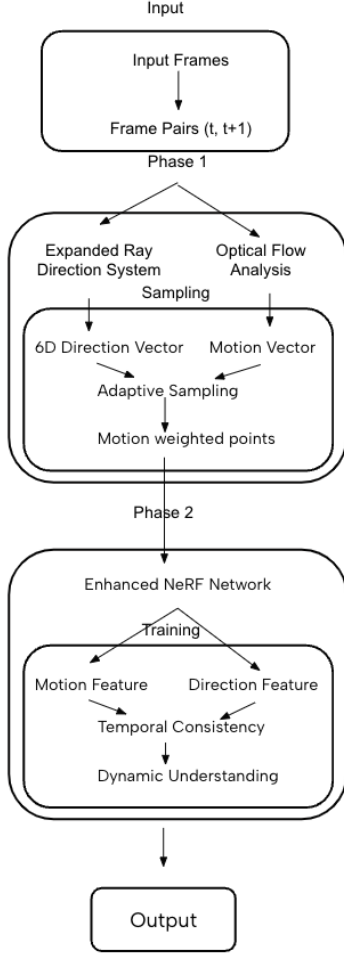 Input
Input Frames
Frame Pairs (t, t+1)
Phase 1
Expanded Ray
Direction System
Optical Flow
Analysis
Sampling
6D Direction Vector
Motion Vector
Adaptive Sampling
Motion weighted points
Phase 2
Enhanced NeRF Network
Training
Motion Feature
Direction Feature
Temporal Consistency
Dynamic Understanding
Output